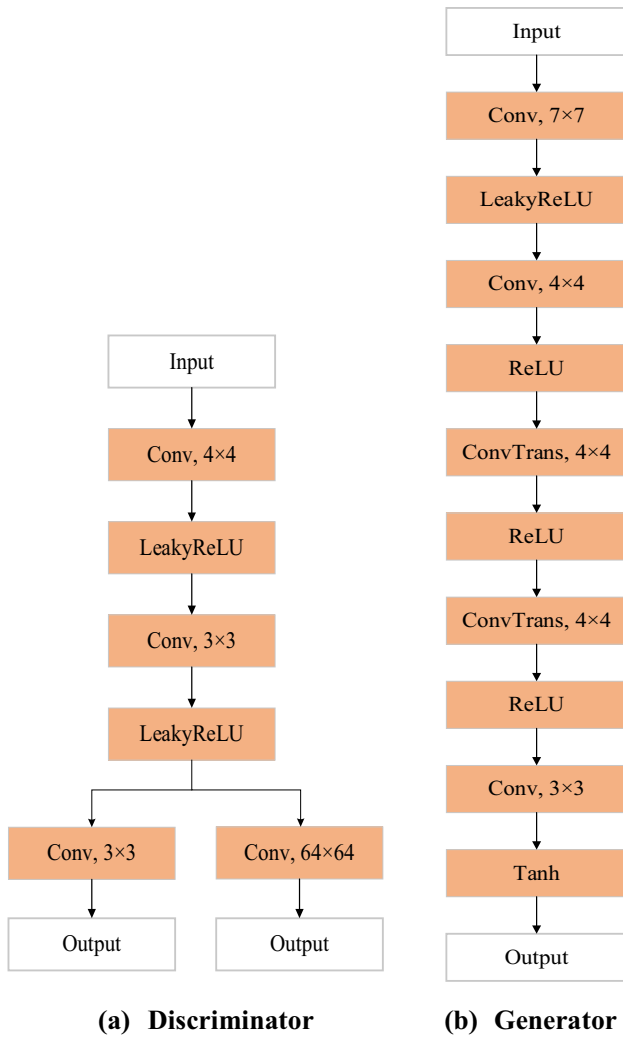 Input
Conv, 4×4
LeakyReLU
Conv, 3×3
LeakyReLU
Conv, 3×3
Conv, 64×64
Output
Output
(a) Discriminator
Input
Conv, 7×7
LeakyReLU
Conv, 4×4
ReLU
ConvTrans, 4×4
ReLU
ConvTrans, 4×4
ReLU
Conv, 3×3
Tanh
Output
(b) Generator